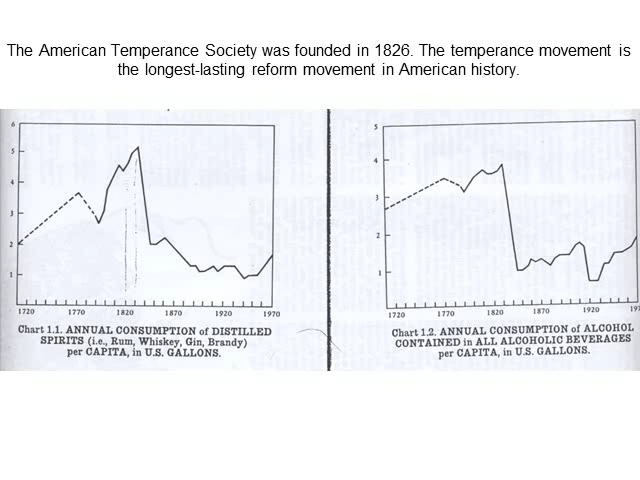 The American Temperance Society was founded in 1826. The temperance movement is
the longest-lasting reform movement in American history.
6
5
4
3
2
1
1720 1770 1820 1870 1920 1970
Chart 1.1. ANNUAL CONSUMPTION of DISTILLED
SPIRITS (i.e., Rum, Whiskey, Gin, Brandy)
per CAPITA, in U.S. GALLONS.
5
4
3
2
1
1720 1770 1820 1870 1920 19
Chart 1.2. ANNUAL CONSUMPTION of ALCOHOL
CONTAINED in ALL ALCOHOLIC BEVERAGES
per CAPITA, in U.S. GALLONS.